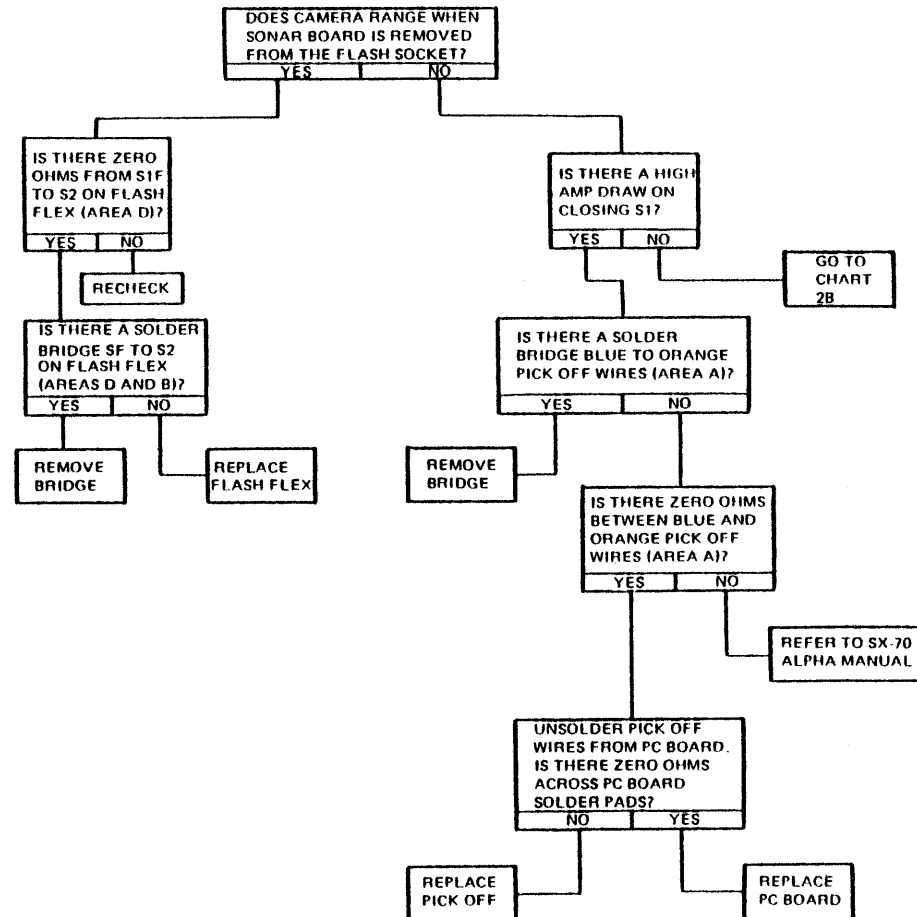 DOES CAMERA RANGE WHEN
SONAR BOARD IS REMOVED
FROM THE FLASH SOCKET?
YES NO
IS THERE ZERO
OHMS FROM S1F
TO S2 ON FLASH
FLEX (AREA D)?
YES NO
RECHECK
IS THERE A SOLDER
BRIDGE SF TO S2
ON FLASH FLEX
(AREAS D AND B)?
YES NO
REMOVE
BRIDGE
REPLACE
FLASH FLEX
IS THERE A HIGH
AMP DRAW ON
CLOSING S1?
YES NO
GO TO
CHART
2B
IS THERE A SOLDER
BRIDGE BLUE TO ORANGE
PICK OFF WIRES (AREA A)?
YES NO
REMOVE
BRIDGE
IS THERE ZERO OHMS
BETWEEN BLUE AND
ORANGE PICK OFF
WIRES (AREA A)?
YES NO
REFER TO SX-70
ALPHA MANUAL
UNSOLDER PICK OFF
WIRES FROM PC BOARD.
IS THERE ZERO OHMS
ACROSS PC BOARD
SOLDER PADS?
NO YES
REPLACE
PICK OFF
REPLACE
PC BOARD